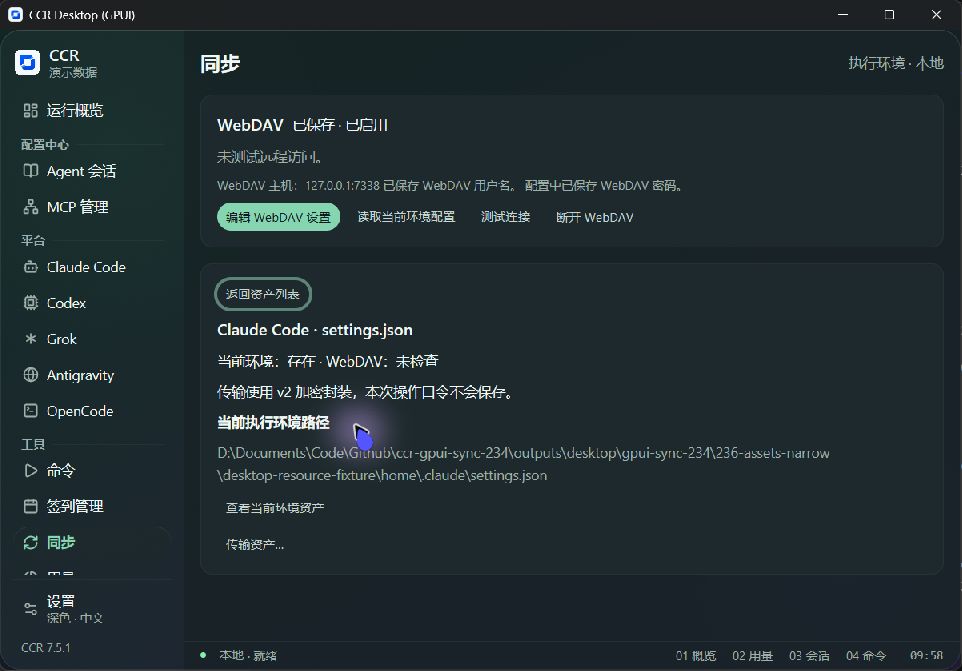 CCR Desktop (GPUI)
CCR
演示数据
运行概览
配置中心
Agent 会话
MCP 管理
平台
Claude Code
Codex
Grok
Antigravity
OpenCode
工具
命令
签到管理
同步
设置
深色 · 中文
CCR 7.5.1
同步
执行环境 · 本地
WebDAV 已保存 · 已启用
未测试远程访问。
WebDAV 主机：127.0.0.1:7338 已保存 WebDAV 用户名。 配置中已保存 WebDAV 密码。
编辑 WebDAV 设置 读取当前环境配置 测试连接 断开 WebDAV
返回资产列表
Claude Code · settings.json
当前环境：存在 · WebDAV：未检查
传输使用 v2 加密封装，本次操作口令不会保存。
当前执行环境路径
D:\Documents\Code\Github\ccr-gpui-sync-234\outputs\desktop\gpui-sync-234\236-assets-narrow
\desktop-resource-fixture\home\.claude\settings.json
查看当前环境资产
传输资产...
本地 · 就绪
01 概览 02 用量 03 会话 04 命令 09:58